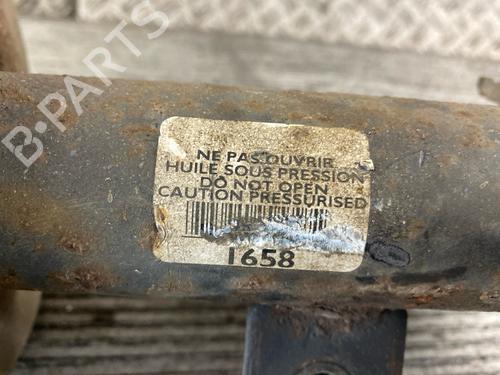 B-PARTS
NE PAS OUVRIR
HUILE SOUS PRESSION
DO NOT OPEN
CAUTION PRESSURISED
1658